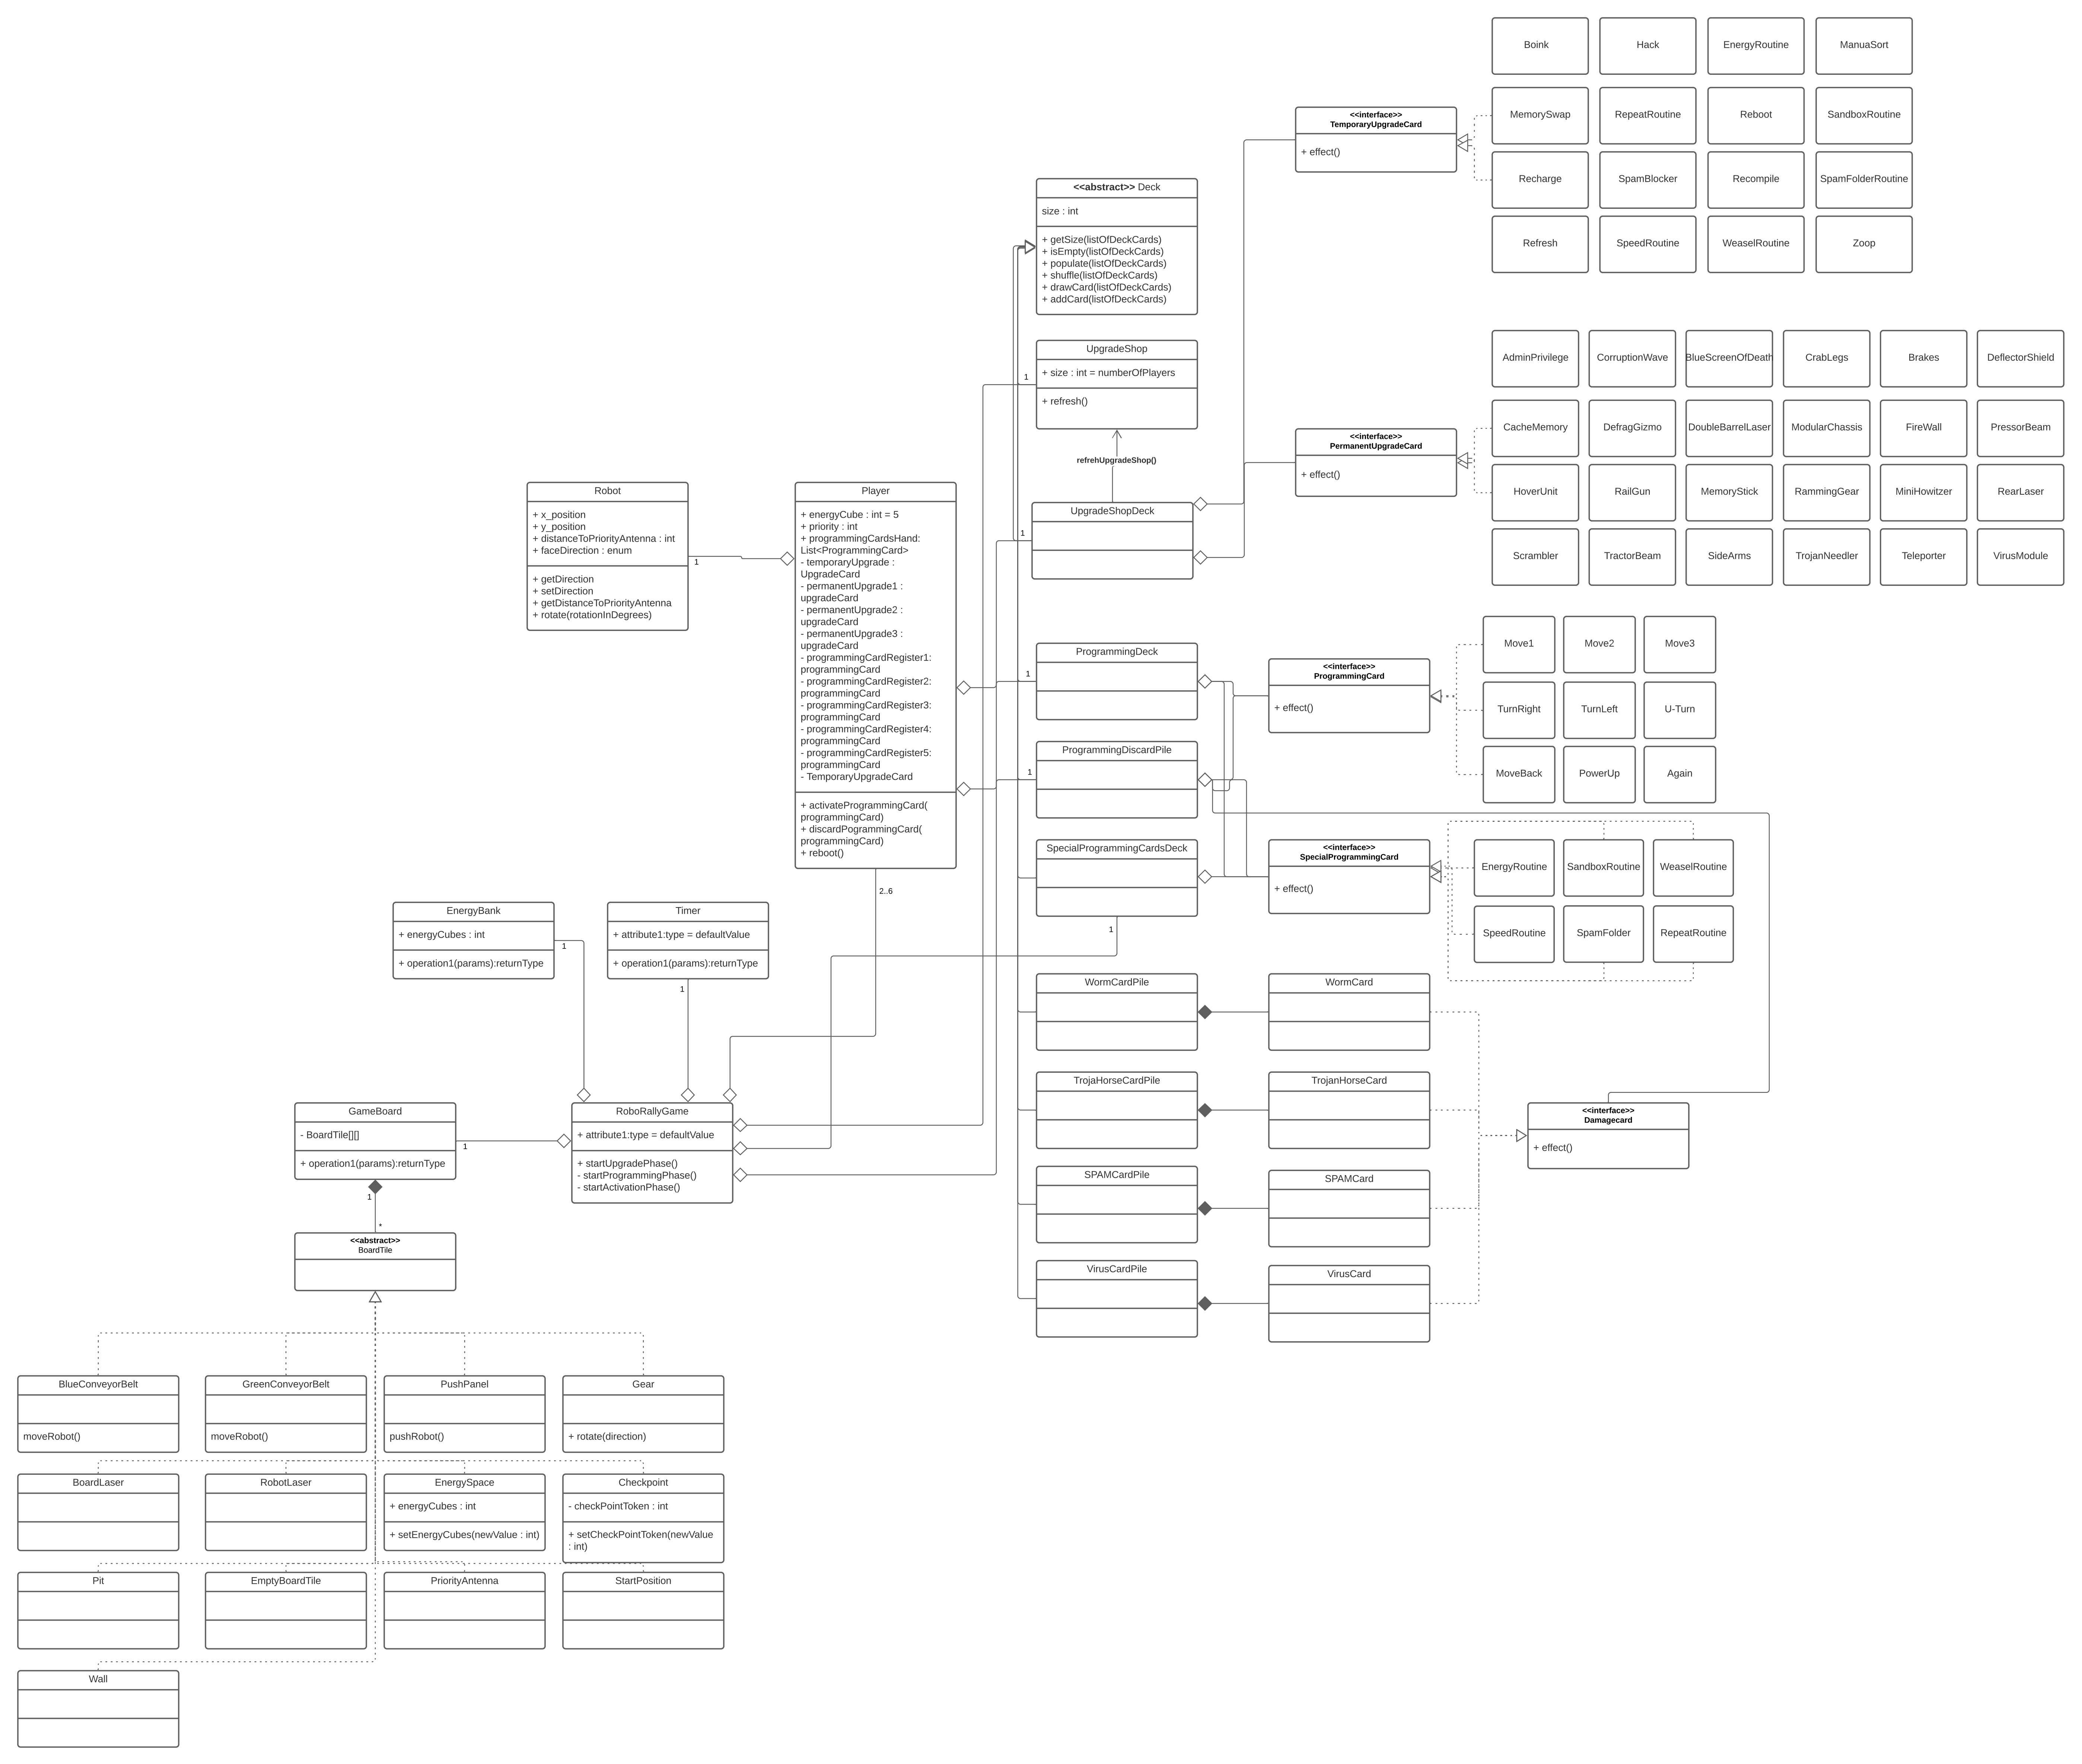 Boink
Hack
EnergyRoutine
ManuaSort
MemorySwap
RepeatRoutine
Reboot
SandboxRoutine
Recharge
SpamBlocker
Recompile
SpamFolderRoutine
Refresh
SpeedRoutine
WeaselRoutine
Zoop
<<interface>>
TemporaryUpgradeCard
+ effect()
<<abstract>> Deck
size : int
+ getSize(listOfDeckCards)
+ isEmpty(listOfDeckCards)
+ populate(listOfDeckCards)
+ shuffle(listOfDeckCards)
+ drawCard(listOfDeckCards)
+ addCard(listOfDeckCards)
UpgradeShop
+ size : int = numberOfPlayers
+ refresh()
1
refrehUpgradeShop()
UpgradeShopDeck
1
<<interface>>
PermanentUpgradeCard
+ effect()
AdminPrivilege
CorruptionWave
BlueScreenOfDeath
CrabLegs
Brakes
DeflectorShield
CacheMemory
DefragGizmo
DoubleBarrelLaser
ModularChassis
FireWall
PressorBeam
HoverUnit
RailGun
MemoryStick
RammingGear
MiniHowitzer
RearLaser
Scrambler
TractorBeam
SideArms
TrojanNeedler
Teleporter
VirusModule
Robot
+ x_position
+ y_position
+ distanceToPriorityAntenna : int
+ faceDirection : enum
+ getDirection
+ setDirection
+ getDistanceToPriorityAntenna
+ rotate(rotationInDegrees)
1
Player
+ energyCube : int = 5
+ priority : int
+ programmingCardsHand:
List<ProgrammingCard>
- temporaryUpgrade :
UpgradeCard
- permanentUpgrade1 :
upgradeCard
- permanentUpgrade2 :
upgradeCard
- permanentUpgrade3 :
upgradeCard
- programmingCardRegister1:
programmingCard
- programmingCardRegister2:
programmingCard
- programmingCardRegister3:
programmingCard
- programmingCardRegister4:
programmingCard
- programmingCardRegister5:
programmingCard
- TemporaryUpgradeCard
+ activateProgrammingCard(
programmingCard)
+ discardPogrammingCard(
programmingCard)
+ reboot()
2..6
ProgrammingDeck
1
ProgrammingDiscardPile
1
SpecialProgrammingCardsDeck
1
<<interface>>
ProgrammingCard
+ effect()
Move1
Move2
Move3
TurnRight
TurnLeft
U-Turn
MoveBack
PowerUp
Again
<<interface>>
SpecialProgrammingCard
+ effect()
EnergyRoutine
SandboxRoutine
WeaselRoutine
SpeedRoutine
SpamFolder
RepeatRoutine
EnergyBank
+ energyCubes : int
+ operation1(params):returnType
1
Timer
+ attribute1:type = defaultValue
+ operation1(params):returnType
1
WormCardPile
WormCard
TrojaHorseCardPile
TrojanHorseCard
SPAMCardPile
SPAMCard
VirusCardPile
VirusCard
<<interface>>
Damagecard
+ effect()
GameBoard
- BoardTile[][]
+ operation1(params):returnType
1
1
*
RoboRallyGame
+ attribute1:type = defaultValue
+ startUpgradePhase()
- startProgrammingPhase()
- startActivationPhase()
<<abstract>>
BoardTile
BlueConveyorBelt
moveRobot()
GreenConveyorBelt
moveRobot()
PushPanel
pushRobot()
Gear
+ rotate(direction)
BoardLaser
RobotLaser
EnergySpace
+ energyCubes : int
+ setEnergyCubes(newValue : int)
Checkpoint
- checkPointToken : int
+ setCheckPointToken(newValue
: int)
Pit
EmptyBoardTile
PriorityAntenna
StartPosition
Wall